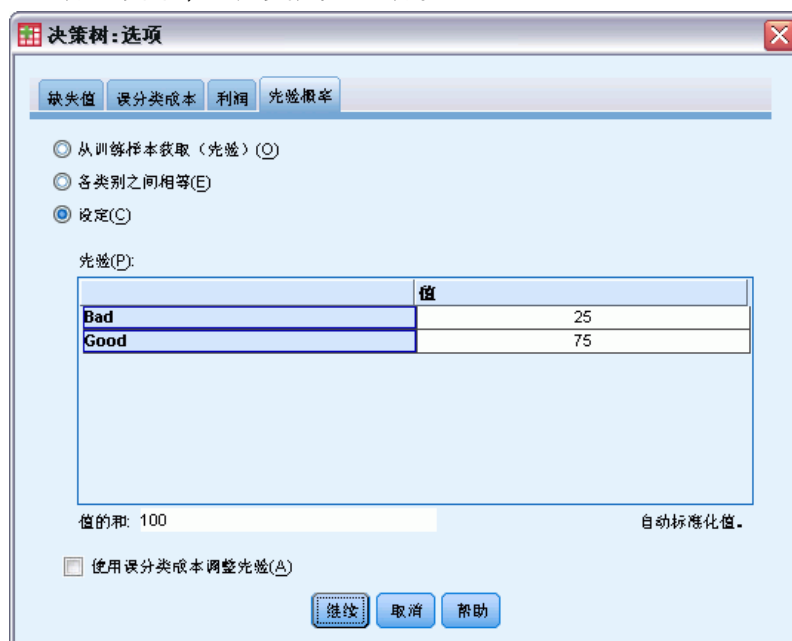 决策树:选项
缺失值 误分类成本 利润 先验概率
从训练样本获取（先验）(O)
各类别之间相等(E)
设定(C)
先验(P):
值
Bad 25
Good 75
值的和: 100 自动标准化值。
使用误分类成本调整先验(A)
继续 取消 帮助